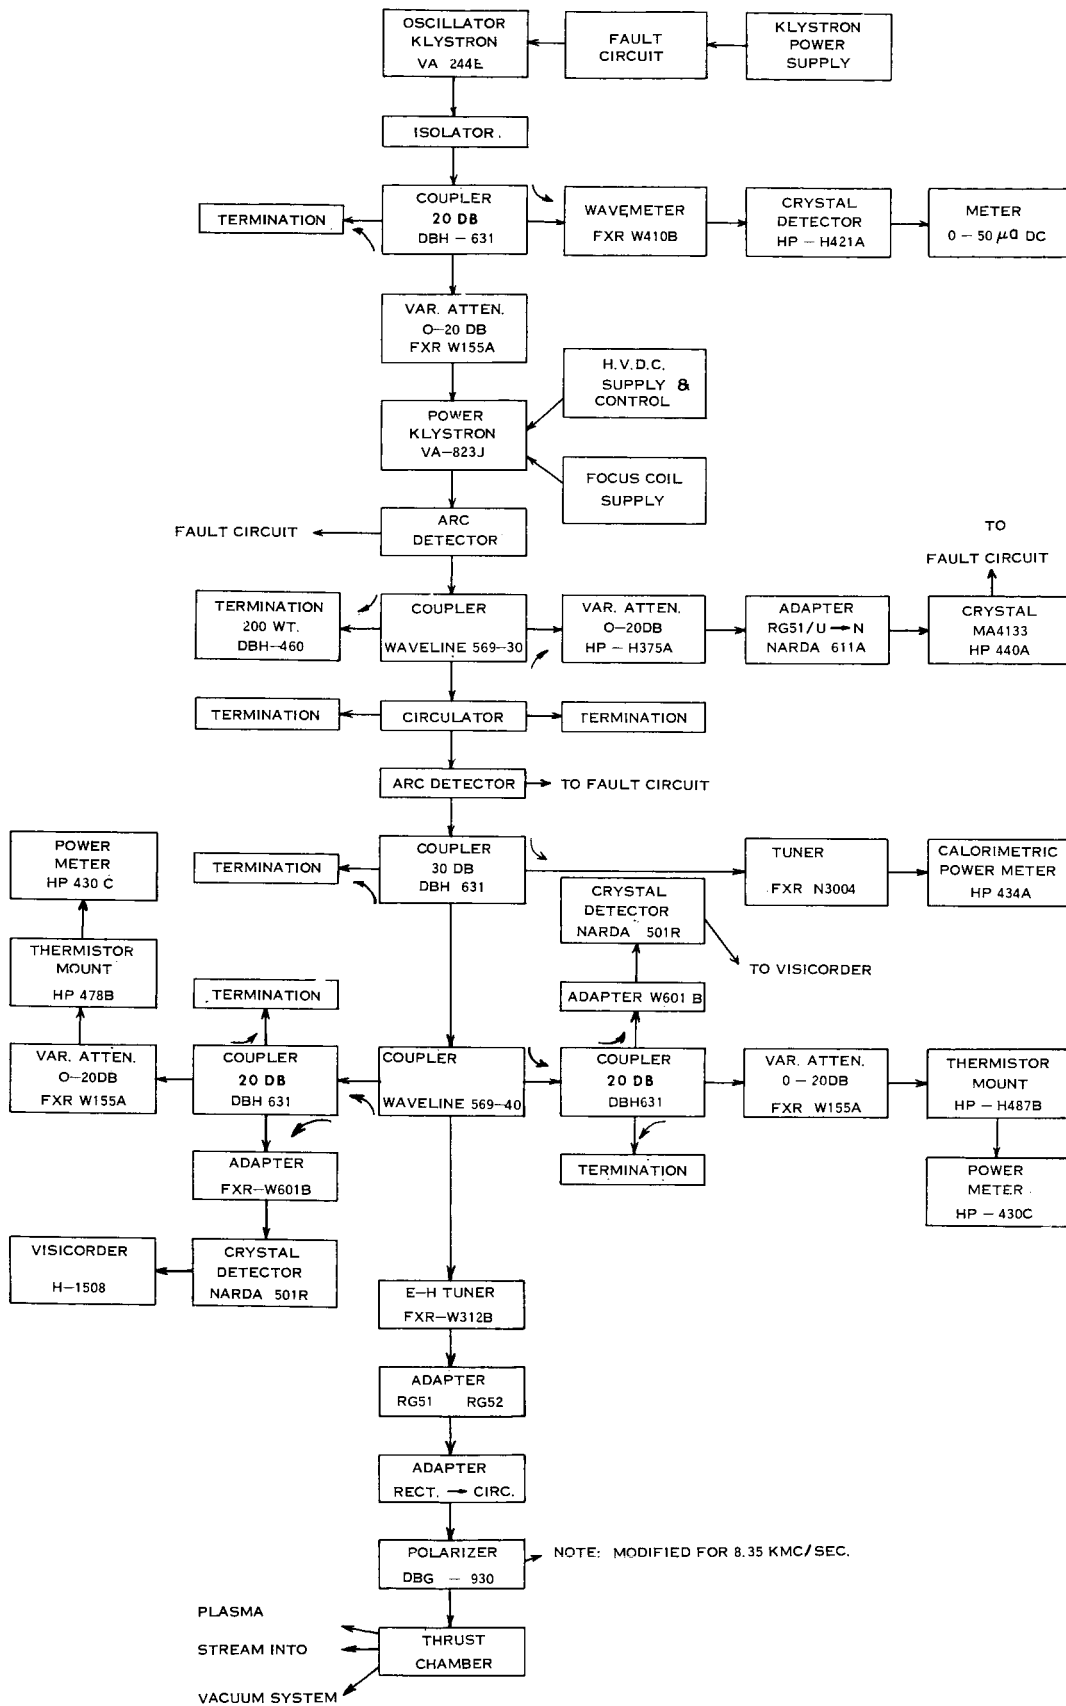 OSCILLATOR
KLYSTRON
VA 244E
FAULT
CIRCUIT
KLYSTRON
POWER
SUPPLY
ISOLATOR.
TERMINATION
COUPLER
20 DB
DBH - 631
WAVEMETER
FXR W410B
CRYSTAL
DETECTOR
HP - H421A
METER
0 - 50 μa DC
VAR. ATTEN.
O-20 DB
FXR W155A
H.V.D.C.
SUPPLY &
CONTROL
POWER
KLYSTRON
VA-823J
FOCUS COIL
SUPPLY
FAULT CIRCUIT
ARC
DETECTOR
TO
FAULT CIRCUIT
TERMINATION
200 WT.
DBH-460
COUPLER
WAVELINE 569-30
VAR. ATTEN.
O-20DB
HP - H375A
ADAPTER
RG51/U → N
NARDA 611A
CRYSTAL
MA4133
HP 440A
TERMINATION
CIRCULATOR
TERMINATION
ARC DETECTOR
TO FAULT CIRCUIT
POWER
METER
HP 430 C
TERMINATION
COUPLER
30 DB
DBH 631
TUNER
FXR N3004
CALORIMETRIC
POWER METER
HP 434A
CRYSTAL
DETECTOR
NARDA 501R
THERMISTOR
MOUNT
HP 478B
TO VISICORDER
TERMINATION
ADAPTER W601 B
VAR. ATTEN.
O-20DB
FXR W155A
COUPLER
20 DB
DBH 631
COUPLER
WAVELINE 569-40
COUPLER
20 DB
DBH631
VAR. ATTEN.
0 - 20DB
FXR W155A
THERMISTOR
MOUNT
HP - H487B
ADAPTER
FXR-W601B
TERMINATION
POWER
METER
HP - 430C
VISICORDER
H-1508
CRYSTAL
DETECTOR
NARDA 501R
E-H TUNER
FXR-W312B
ADAPTER
RG51 RG52
ADAPTER
RECT. → CIRC.
POLARIZER
DBG - 930
NOTE: MODIFIED FOR 8.35 KMC/SEC.
PLASMA
STREAM INTO
VACUUM SYSTEM
THRUST
CHAMBER